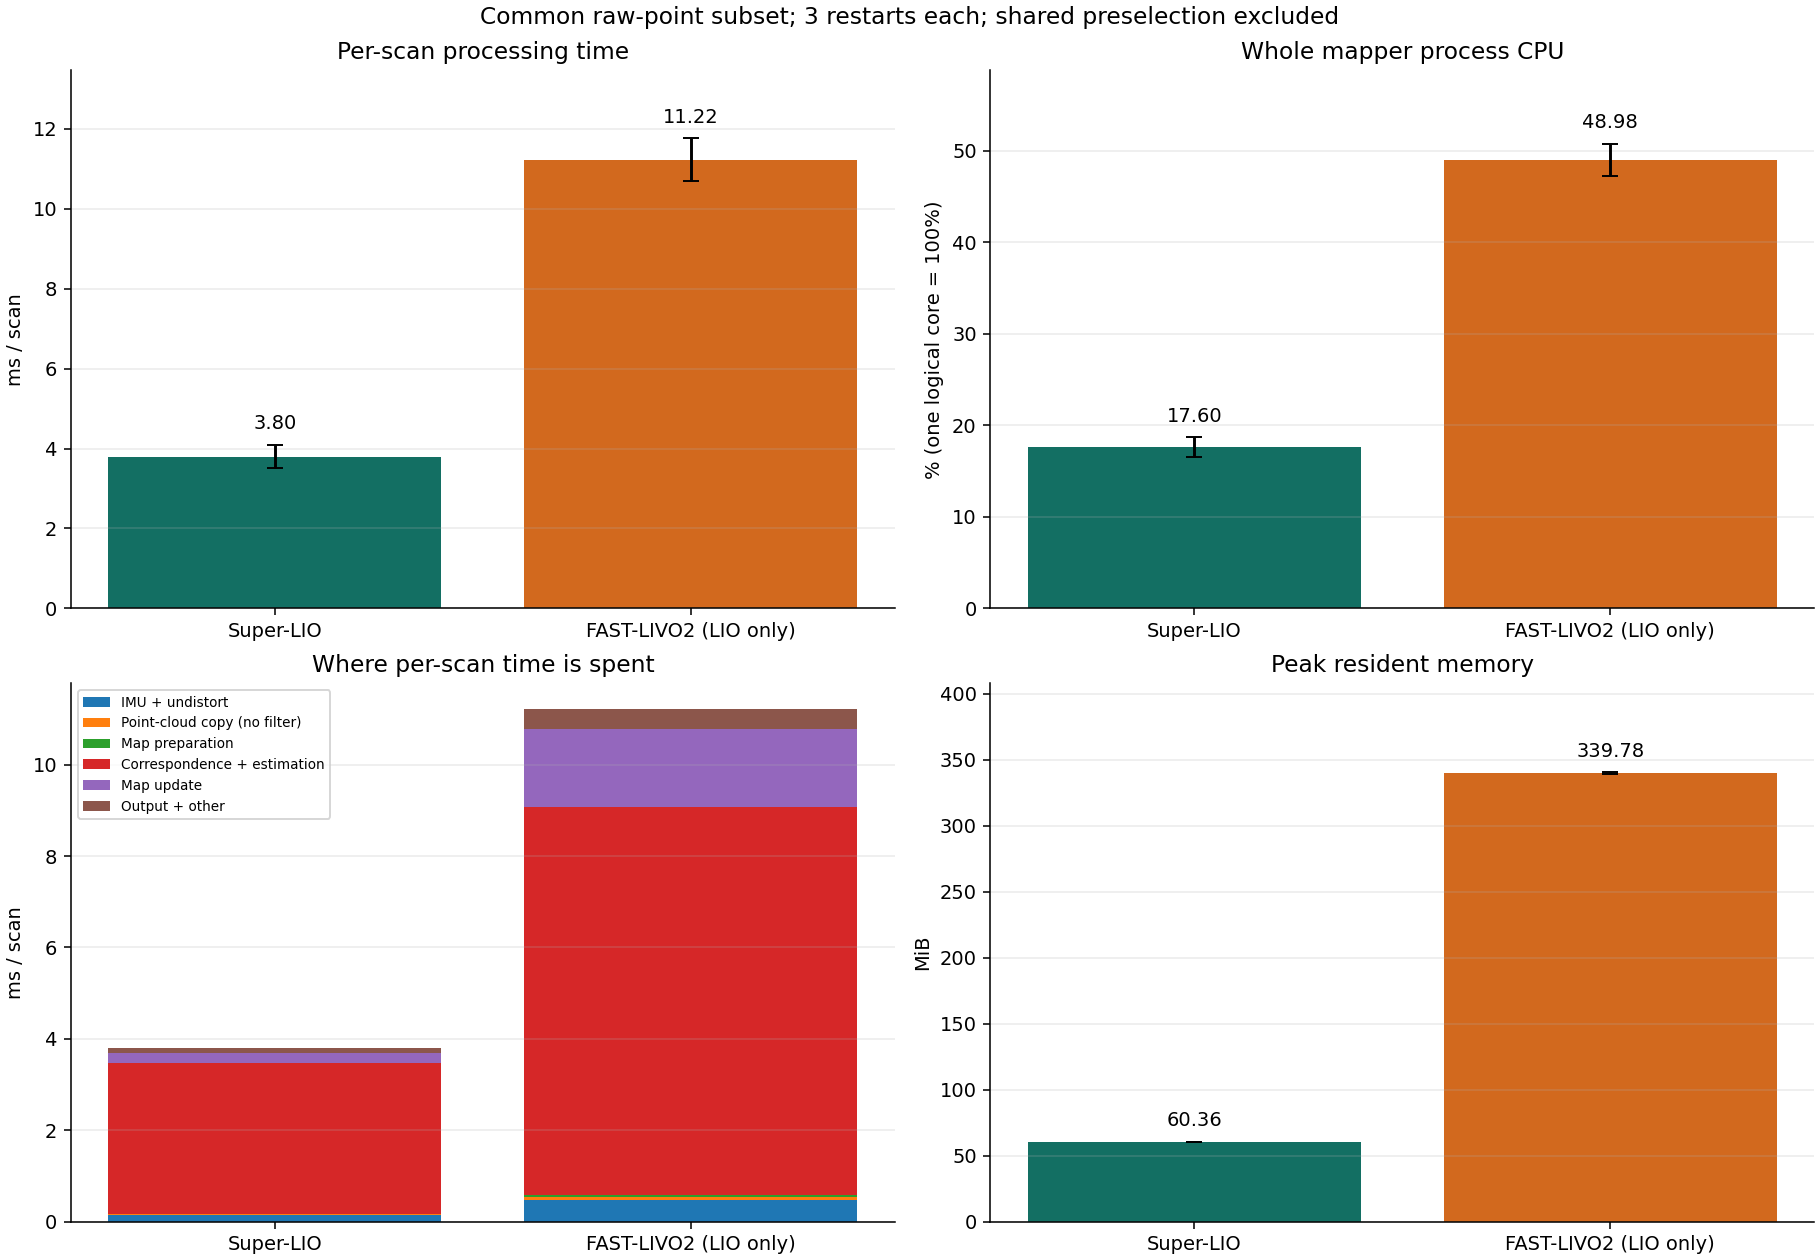 Common raw-point subset; 3 restarts each; shared preselection excluded
Per-scan processing time
ms / scan
12
10
8
6
4
2
0
11.22
3.80
Super-LIO
FAST-LIVO2 (LIO only)
Whole mapper process CPU
% (one logical core = 100%)
50
40
30
20
10
0
48.98
17.60
Super-LIO
FAST-LIVO2 (LIO only)
Where per-scan time is spent
ms / scan
10
8
6
4
2
0
IMU + undistort
Point-cloud copy (no filter)
Map preparation
Correspondence + estimation
Map update
Output + other
Super-LIO
FAST-LIVO2 (LIO only)
Peak resident memory
MiB
400
350
300
250
200
150
100
50
0
339.78
60.36
Super-LIO
FAST-LIVO2 (LIO only)